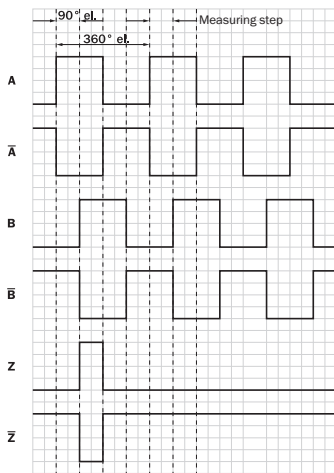 90° el. Measuring step
360° el.
A
A̅
B
B̅
Z
Z̅